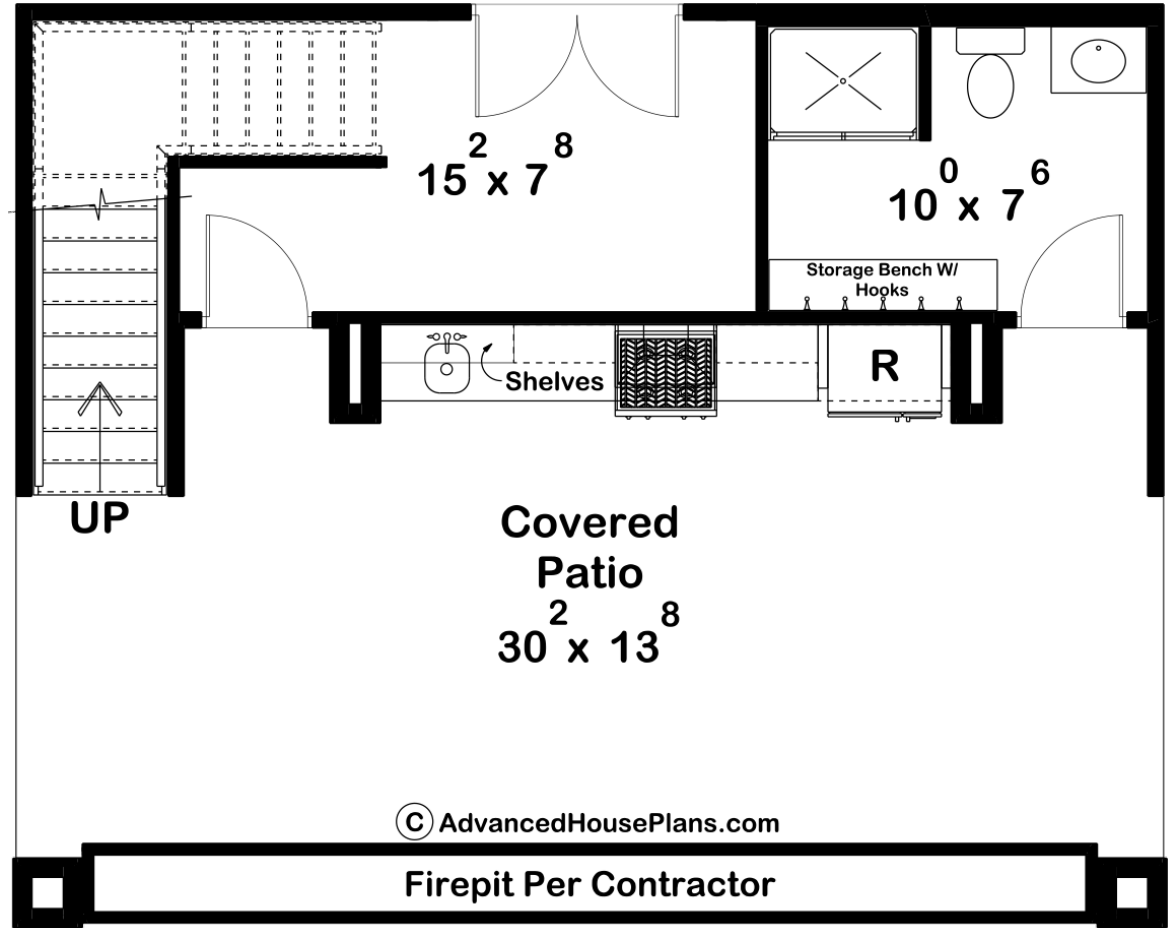 15² x 7⁸
10⁰ x 7⁶
Storage Bench W/
Hooks
Shelves
R
UP
Covered
Patio
30² x 13⁸
© AdvancedHousePlans.com
Firepit Per Contractor